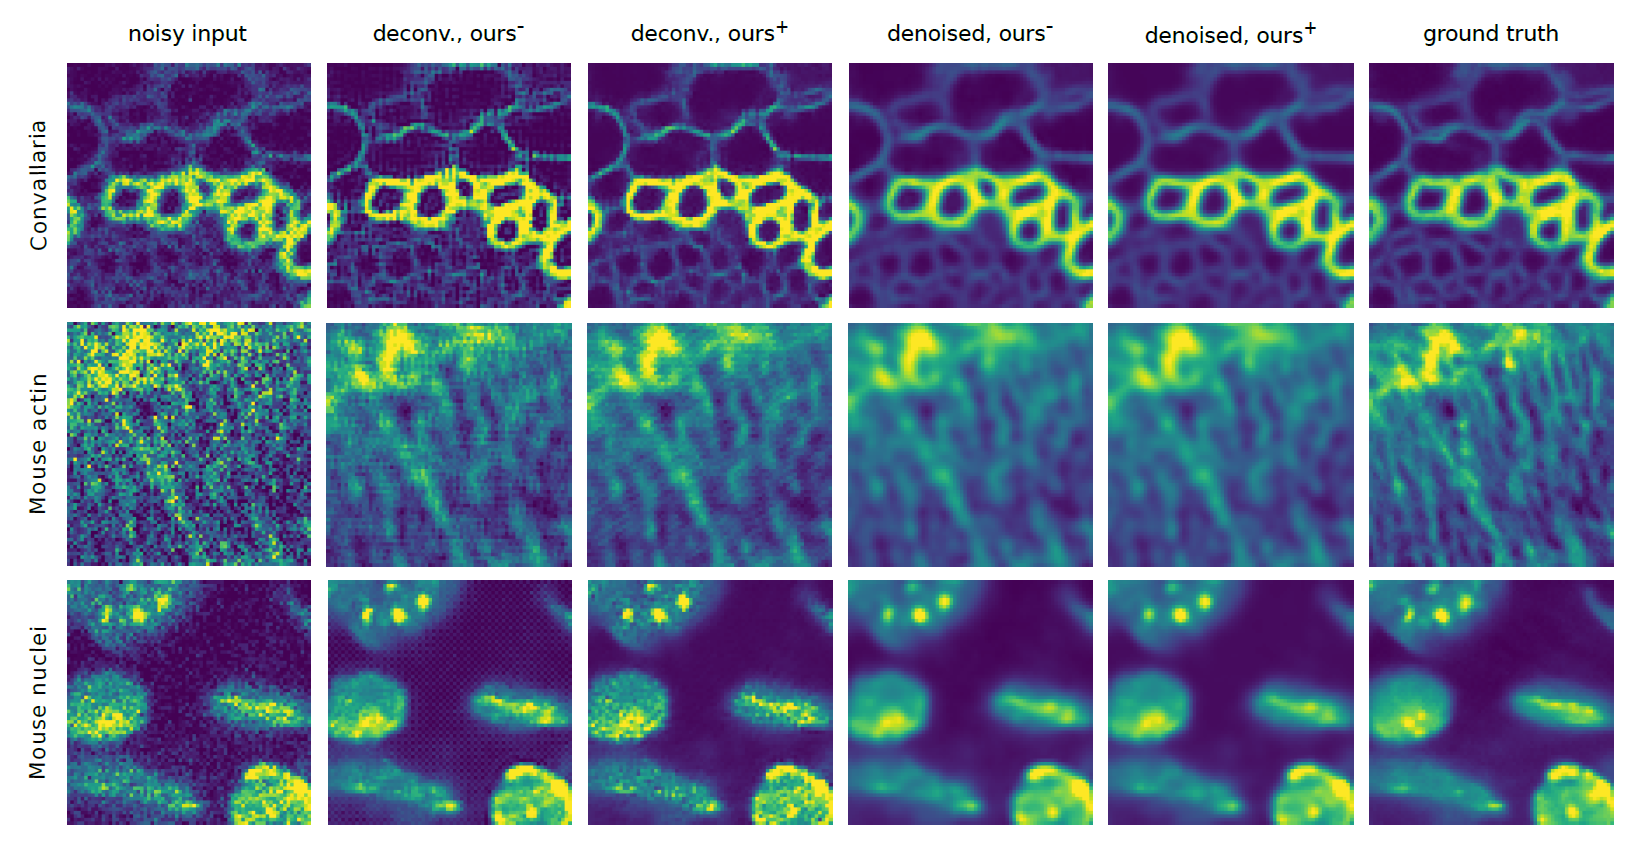 noisy input
deconv., ours-
deconv., ours+
denoised, ours-
denoised, ours+
ground truth
Convallaria
Mouse actin
Mouse nuclei